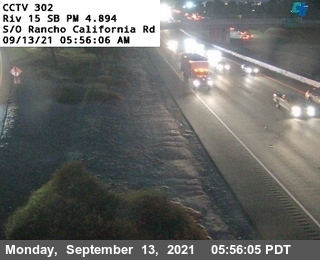 CCTV 302
Riv 15 SB PM 4.894
S/O Rancho California Rd
09/13/21 05:56:06 AM
Monday, September 13, 2021 05:56:05 PDT